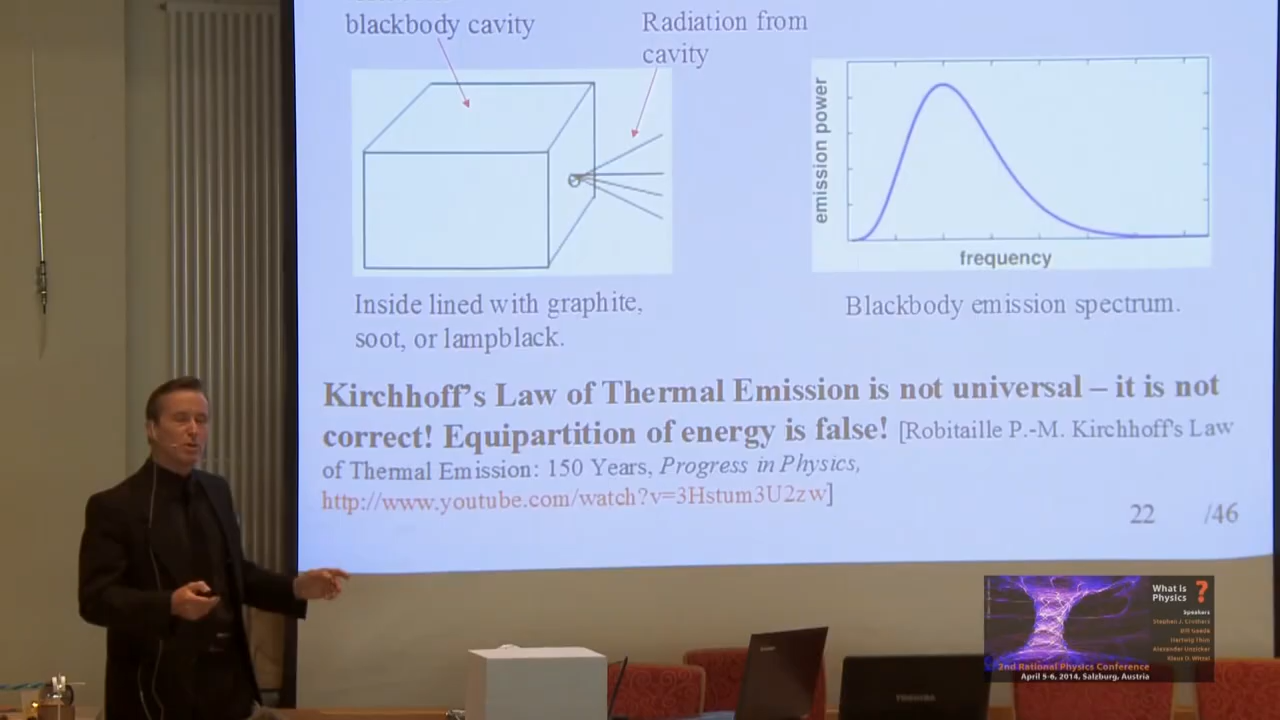 blackbody cavity
Radiation from
cavity
emission power
frequency
Inside lined with graphite,
soot, or lampblack.
Blackbody emission spectrum.
Kirchhoff's Law of Thermal Emission is not universal – it is not
correct! Equipartition of energy is false! [Robitaille P.-M. Kirchhoff's Law
of Thermal Emission: 150 Years, Progress in Physics,
http://www.youtube.com/watch?v=3Hstum3U2zw]
22 /46
What is
Physics ?
Speakers
Stephen J. Crothers
Bill Gaede
Hartwig Thim
Alexander Unzicker
Klaus D. Witzel
2nd Rational Physics Conference
April 5-6, 2014, Salzburg, Austria
TOSHIBA